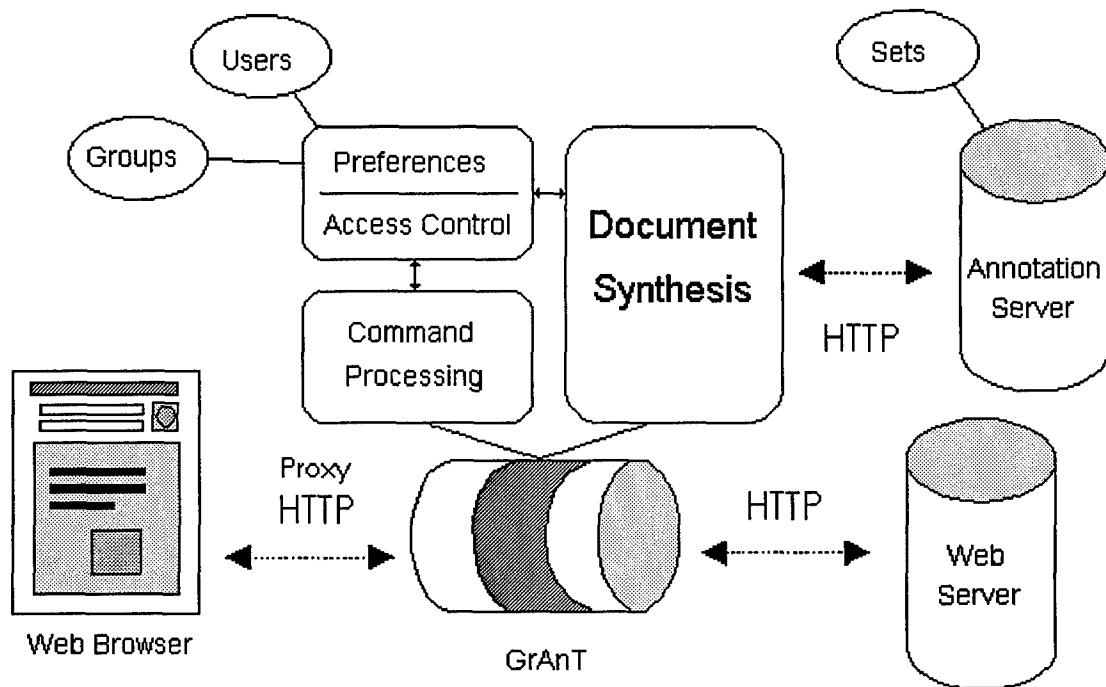 Users
Sets
Groups
Preferences
Access Control
Document
Synthesis
Annotation
Server
HTTP
Command
Processing
Proxy
HTTP
HTTP
Web
Server
Web Browser
GrAnT